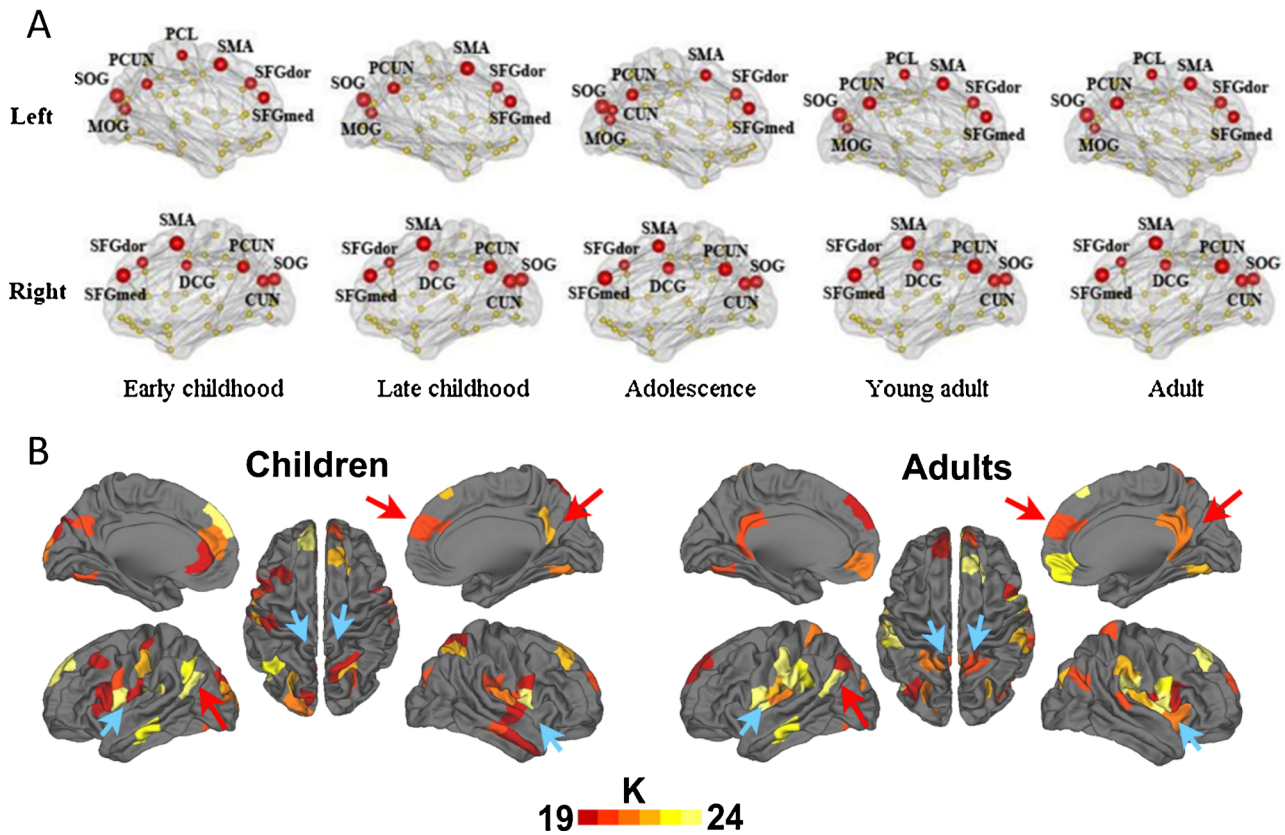 A
PCL
SMA
PCUN
SFGdor
SOG
MOG
SFGmed
SMA
PCUN
SFGdor
SOG
MOG
SFGmed
SMA
PCUN
SFGdor
SOG
CUN
MOG
SFGmed
PCL
SMA
PCUN
SFGdor
SOG
MOG
SFGmed
PCL
SMA
PCUN
SFGdor
SOG
MOG
SFGmed
Left
SMA
SFGdor
PCUN
SOG
SFGmed
DCG
SMA
SFGdor
PCUN
SOG
SFGmed
DCG
CUN
SMA
SFGdor
PCUN
SOG
SFGmed
DCG
CUN
SMA
SFGdor
PCUN
SOG
SFGmed
DCG
CUN
SMA
SFGdor
PCUN
SOG
SFGmed
DCG
CUN
Right
Early childhood
Late childhood
Adolescence
Young adult
Adult
B
Children
Adults
K
19
24